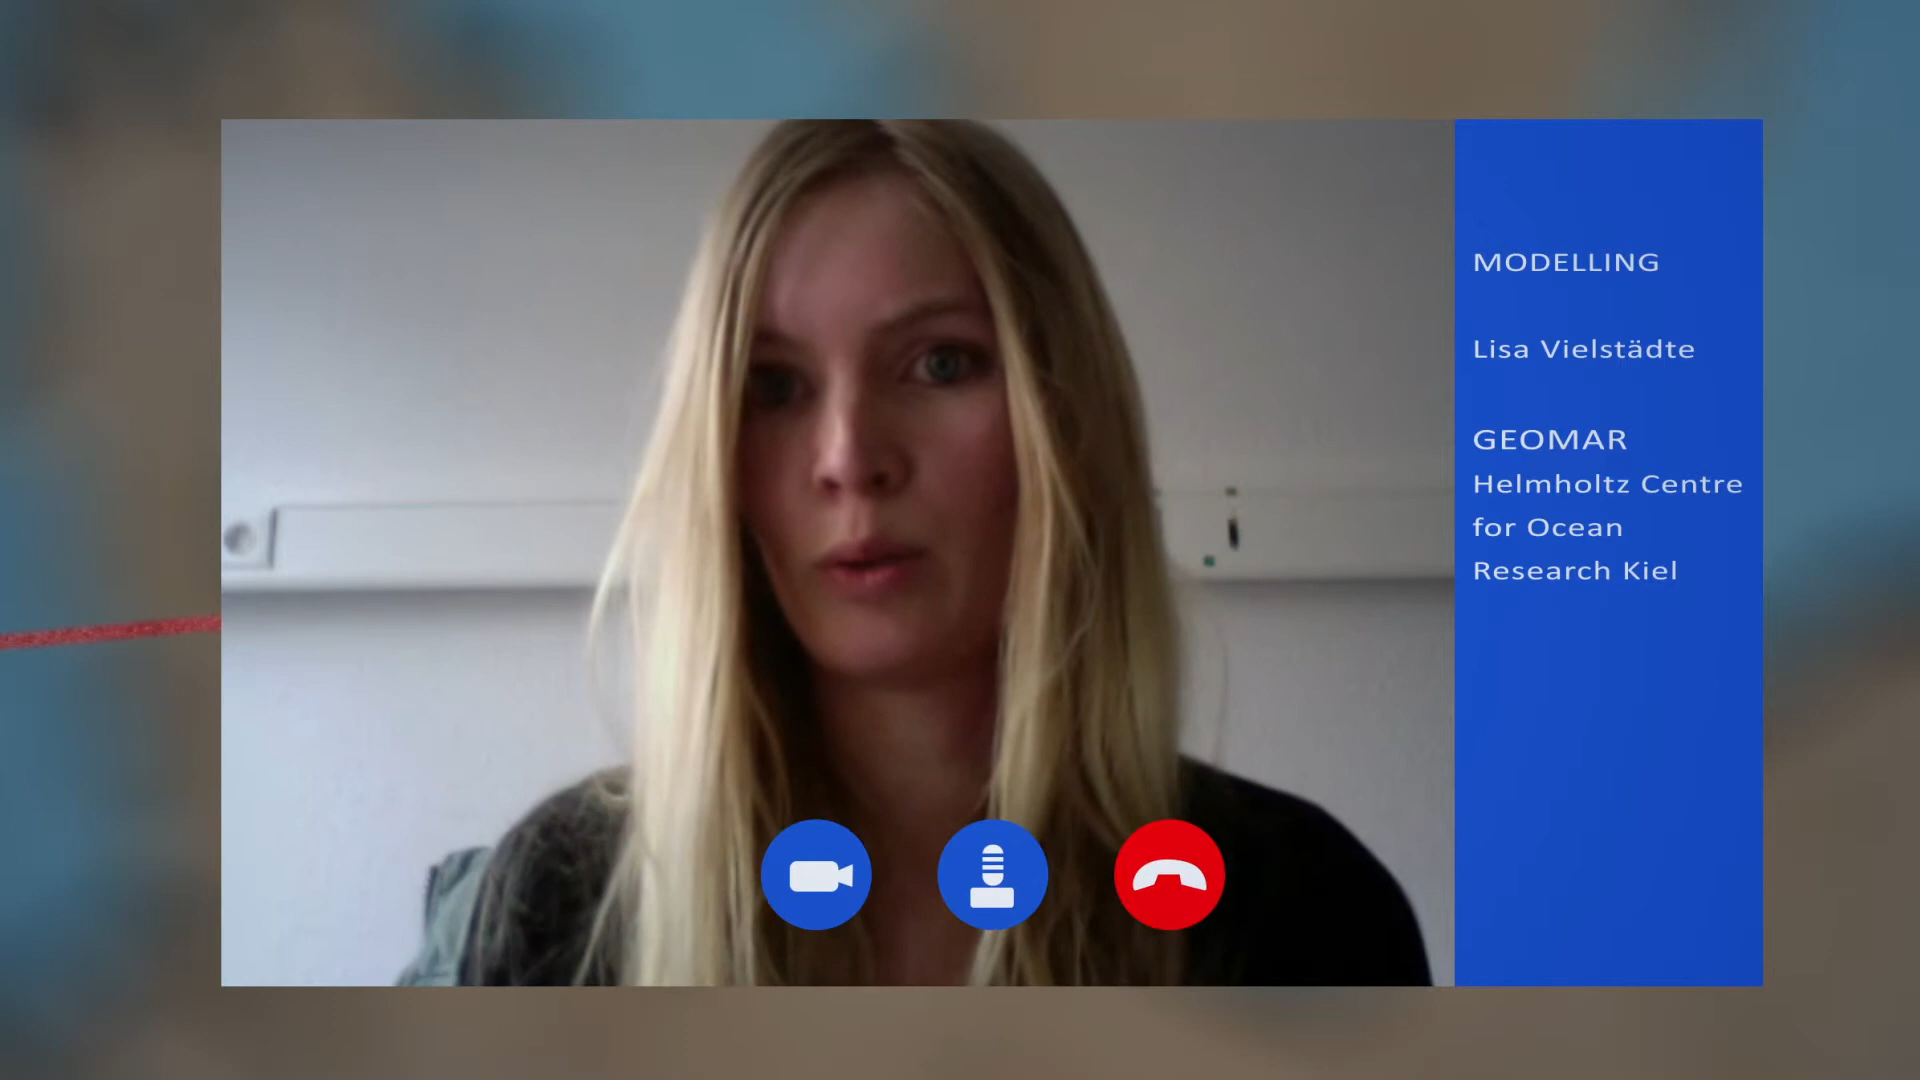 MODELLING
Lisa Vielstädte
GEOMAR
Helmholtz Centre
for Ocean
Research Kiel